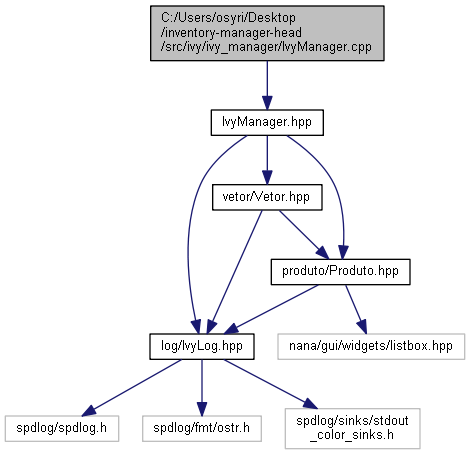 C:/Users/osyri/Desktop
/inventory-manager-head
/src/ivy/ivy_manager/IvyManager.cpp
IvyManager.hpp
vetor/Vetor.hpp
produto/Produto.hpp
log/IvyLog.hpp
nana/gui/widgets/listbox.hpp
spdlog/spdlog.h
spdlog/fmt/ostr.h
spdlog/sinks/stdout
_color_sinks.h